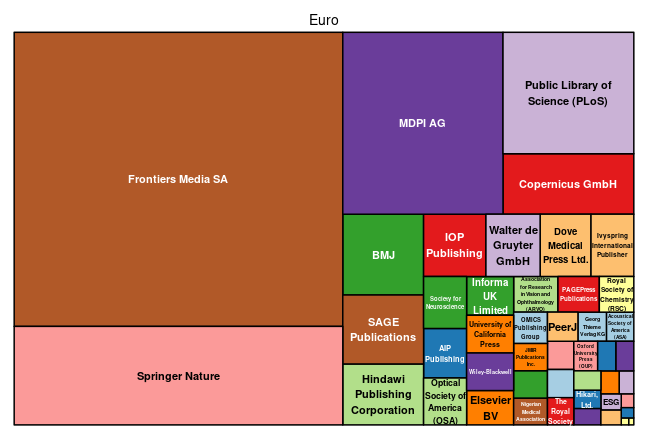 Euro
Frontiers Media SA
Springer Nature
MDPI AG
Public Library of
Science (PLoS)
Copernicus GmbH
BMJ
SAGE
Publications
Hindawi
Publishing
Corporation
IOP
Publishing
Walter de
Gruyter
GmbH
Dove
Medical
Press Ltd.
Ivyspring
International
Publisher
Society for
Neuroscience
AIP
Publishing
Optical
Society of
America
(OSA)
Informa
UK
Limited
University of
California
Press
Wiley-Blackwell
Elsevier
BV
Association
for Research
in Vision and
Ophthalmology
(ARVO)
PAGEPress
Publications
Royal
Society of
Chemistry
(RSC)
OMICS
Publishing
Group
JMIR
Publications
Inc.
Nigerian
Medical
Association
PeerJ
Georg
Thieme
Verlag KG
Acoustical
Society of
America
(ASA)
Oxford
University
Press
(OUP)
The
Royal
Society
Hikari,
Ltd.
ESG